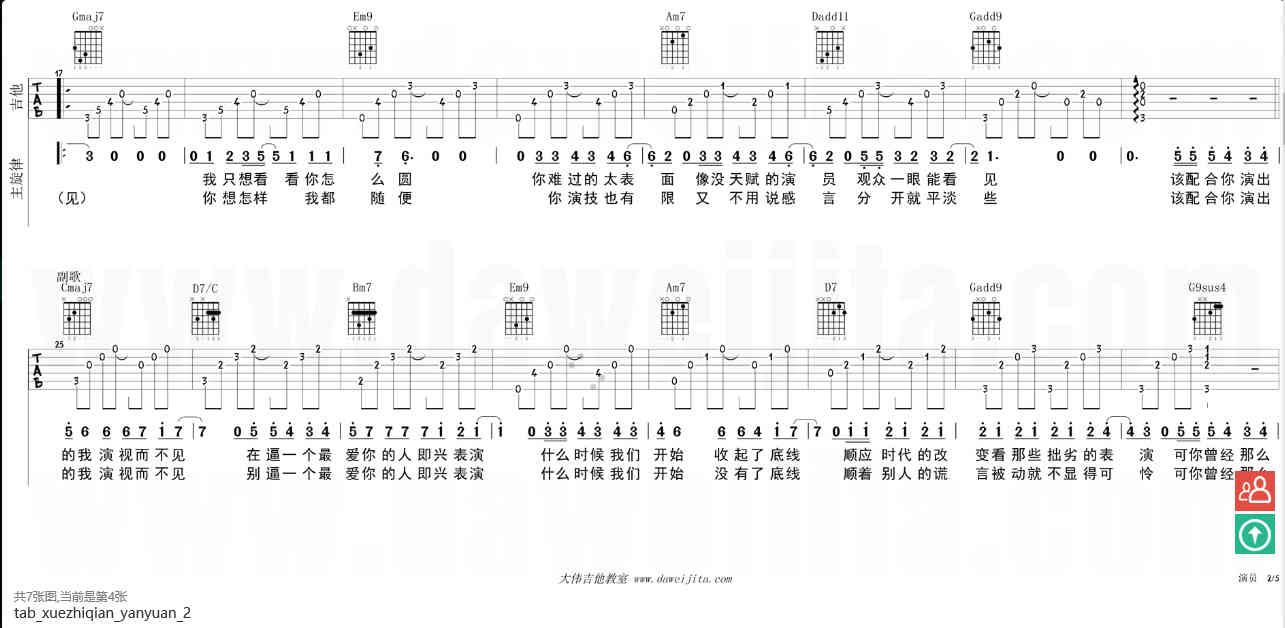 Gmaj7 Em9 Am7 Dadd11 Gadd9
17
吉他
TAB
主旋律
3 0 0 0 | 0 1 2 3 5 5 1 1 1 | 7 6. 0 0 | 0 3 3 4 3 4 6 | 6 2 0 3 3 4 3 4 6 | 6 2 0 5 5 3 2 3 2 | 2 1. 0 0 | 0. 5 5 5 4 3 4
我只想看 看你怎 么圆 你难过的太表 面 像没天赋的演 员 观众一眼能看 见 该配合你演出
(见) 你想怎样 我都 随便 你演技也有 限 又 不用说感 言 分 开就平淡 些 该配合你演出
副歌
Cmaj7 D7/C Bm7 Em9 Am7 D7 Gadd9 G9sus4
25
TAB
5 6 6 6 7 1 7 | 7 0 5 5 4 3 4 | 5 7 7 7 7 1 2 1 | 1 0 3 3 4 3 4 3 | 4 6 6 6 4 1 7 | 7 0 1 1 2 1 2 1 | 2 1 2 1 2 1 2 4 | 4 3 0 5 5 5 4 3 4
的我 演视而不见 在逼一个最 爱你的人即兴表演 什么时候我们 开始 收起了底线 顺应时代的改 变看那些拙劣的表 演 可你曾经那么
的我 演视而不见 别逼一个最 爱你的人即兴表演 什么时候我们 开始 没有了底线 顺着别人的谎 言被动就不显得可 怜 可你曾经那么
大伟吉他教室 www.daweijita.com
演员 2/5
共7张图,当前是第4张
tab_xuezhiqian_yanyuan_2